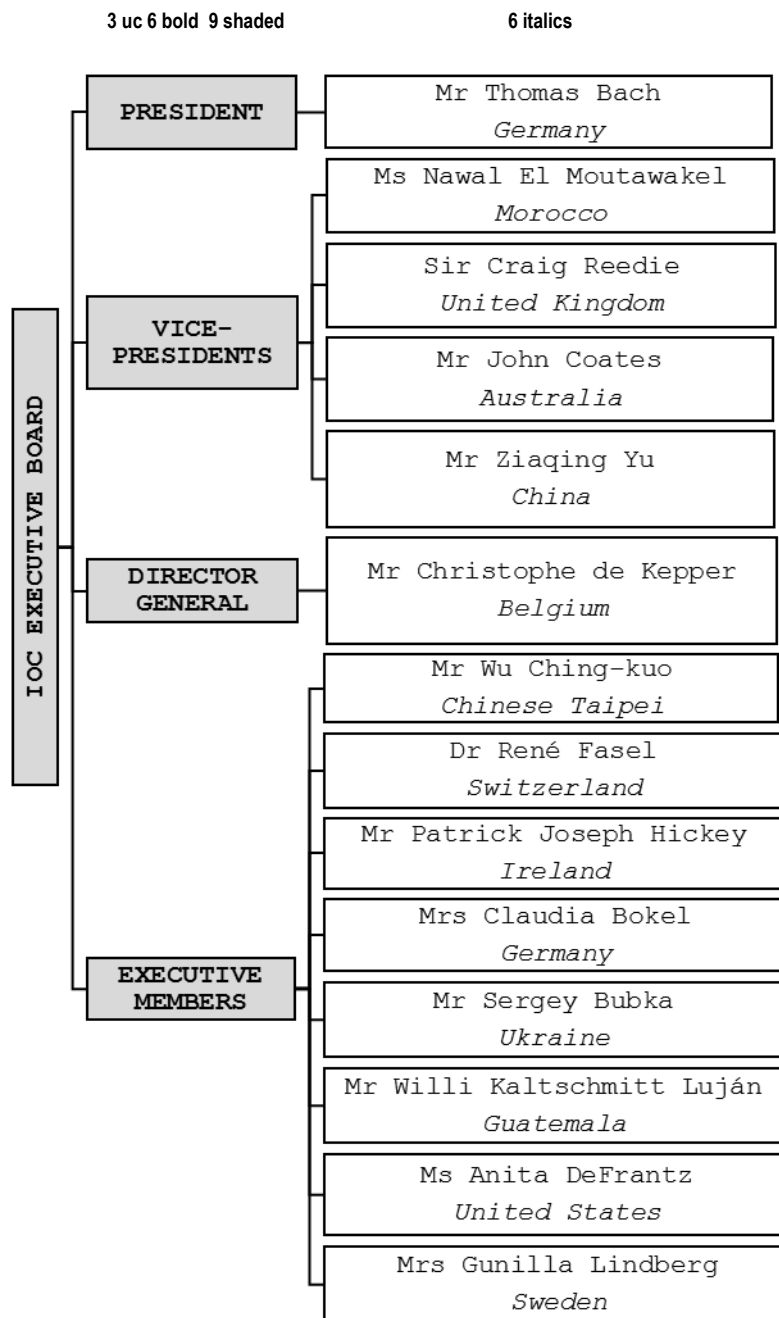 3 uc 6 bold 9 shaded
6 italics
IOC EXECUTIVE BOARD
PRESIDENT
Mr Thomas Bach
Germany
VICE-
PRESIDENTS
Ms Nawal El Moutawakel
Morocco
Sir Craig Reedie
United Kingdom
Mr John Coates
Australia
Mr Ziaqing Yu
China
DIRECTOR
GENERAL
Mr Christophe de Kepper
Belgium
EXECUTIVE
MEMBERS
Mr Wu Ching-kuo
Chinese Taipei
Dr René Fasel
Switzerland
Mr Patrick Joseph Hickey
Ireland
Mrs Claudia Bokel
Germany
Mr Sergey Bubka
Ukraine
Mr Willi Kaltschmitt Luján
Guatemala
Ms Anita DeFrantz
United States
Mrs Gunilla Lindberg
Sweden